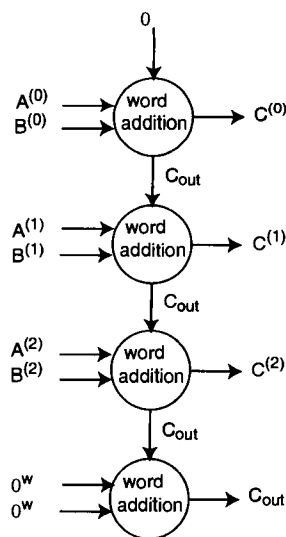 0
A(0) word C(0)
B(0) addition
Cout
A(1) word C(1)
B(1) addition
Cout
A(2) word C(2)
B(2) addition
Cout
0w word Cout
0w addition